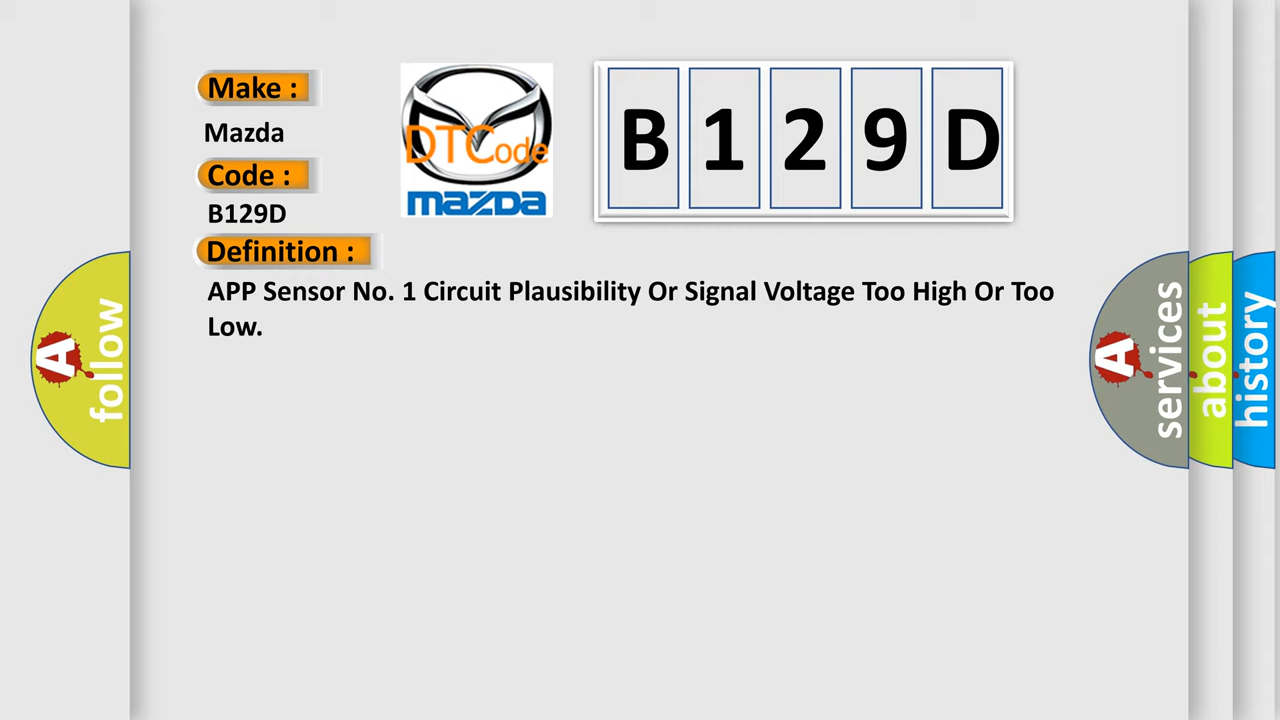 Make :
Mazda
Code :
B129D
Definition :
APP Sensor No. 1 Circuit Plausibility Or Signal Voltage Too High Or Too
Low.
DTCode
mazda
B 1 2 9 D
A follow
A services
about
history